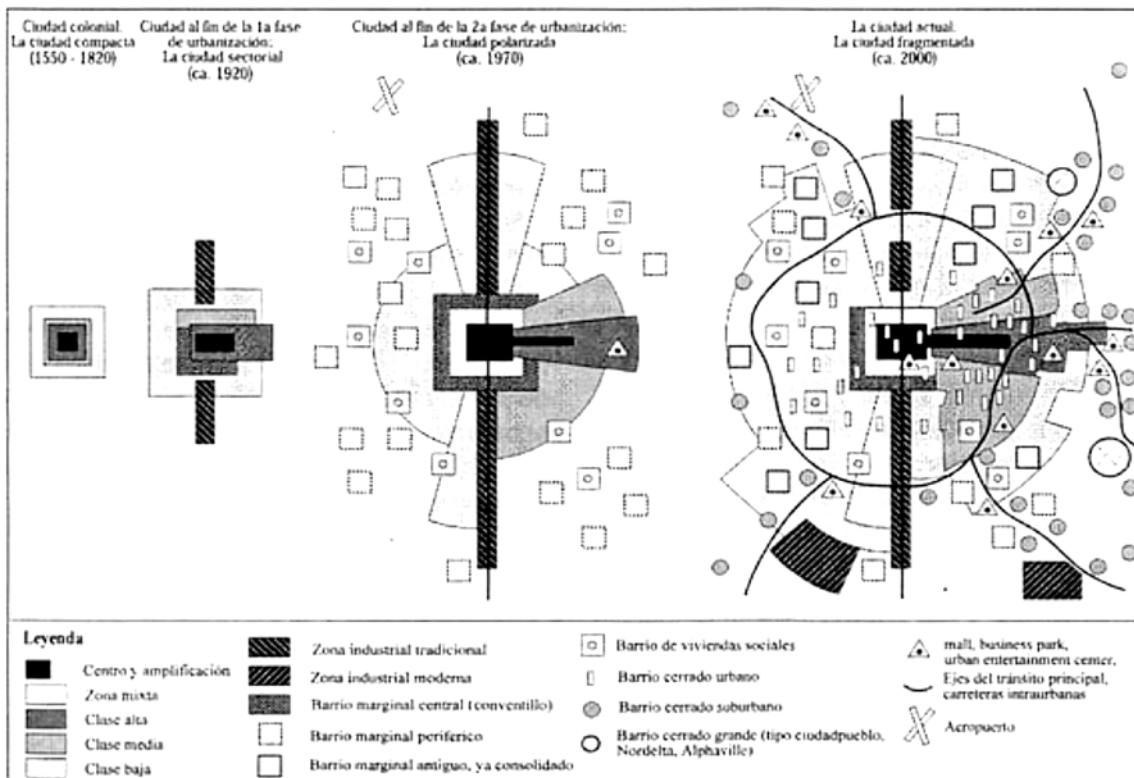 Ciudad colonial.
La ciudad compacta
(1550 - 1820)
Ciudad al fin de la 1a fase
de urbanización:
La ciudad sectorial
(ca. 1920)
Ciudad al fin de la 2a fase de urbanización:
La ciudad polarizada
(ca. 1970)
La ciudad actual:
La ciudad fragmentada
(ca. 2000)
Leyenda
Centro y amplificación
Zona mixta
Clase alta
Clase media
Clase baja
Zona industrial tradicional
Zona industrial moderna
Barrio marginal central (conventillo)
Barrio marginal periferico
Barrio marginal antiguo, ya consolidado
Barrio de viviendas sociales
Barrio cerrado urbano
Barrio cerrado suburbano
Barrio cerrado grande (tipo ciudadpueblo,
Nordelta, Alphaville)
mall, business park,
urban entertainment center,
Ejes del tránsito principal,
carreteras intraurbanas
Aeropuerto